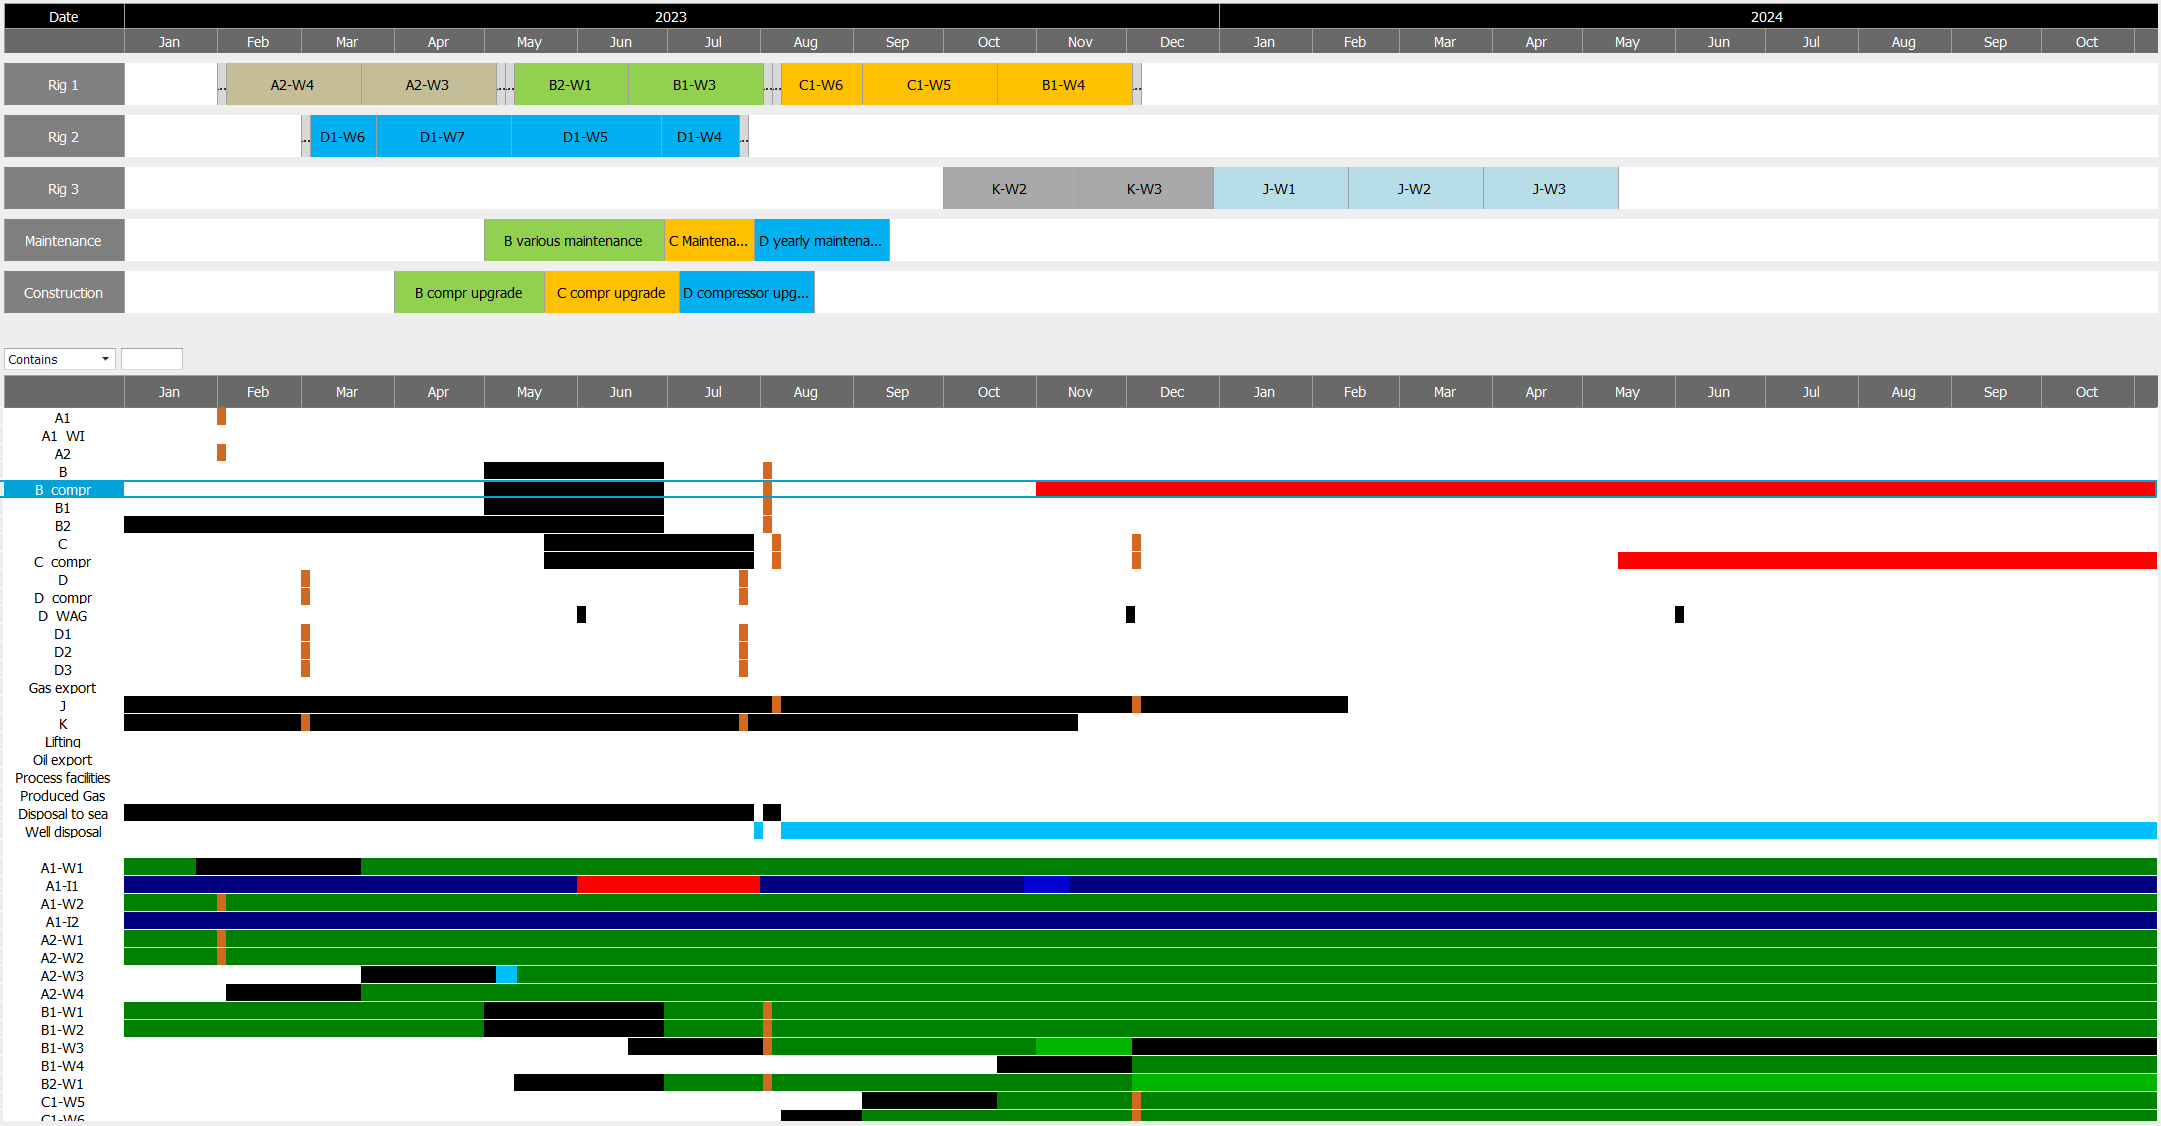 Date 2023 2024
Jan Feb Mar Apr May Jun Jul Aug Sep Oct Nov Dec Jan Feb Mar Apr May Jun Jul Aug Sep Oct
Rig 1 ... A2-W4 A2-W3 ... ... B2-W1 B1-W3 ... ... C1-W6 C1-W5 B1-W4 ...
Rig 2 ... D1-W6 D1-W7 D1-W5 D1-W4 ...
Rig 3 K-W2 K-W3 J-W1 J-W2 J-W3
Maintenance B various maintenance C Maintena... D yearly maintena...
Construction B compr upgrade C compr upgrade D compressor upg...
Contains
Jan Feb Mar Apr May Jun Jul Aug Sep Oct Nov Dec Jan Feb Mar Apr May Jun Jul Aug Sep Oct
A1
A1 WI
A2
B
B compr
B1
B2
C
C compr
D
D compr
D WAG
D1
D2
D3
Gas export
J
K
Lifting
Oil export
Process facilities
Produced Gas
Disposal to sea
Well disposal
A1-W1
A1-I1
A1-W2
A1-I2
A2-W1
A2-W2
A2-W3
A2-W4
B1-W1
B1-W2
B1-W3
B1-W4
B2-W1
C1-W5
C1-W6